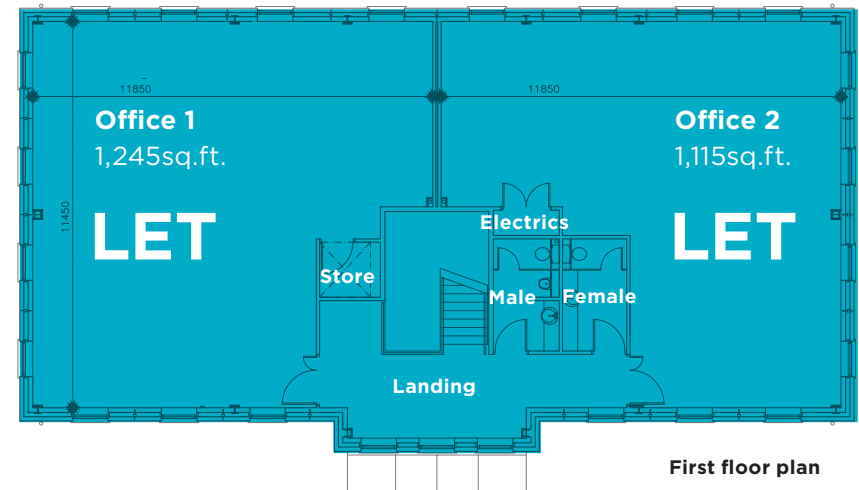 11850
11850
Office 1
1,245sq.ft.
LET
Office 2
1,115sq.ft.
LET
11450
Electrics
Store
Male
Female
Landing
First floor plan